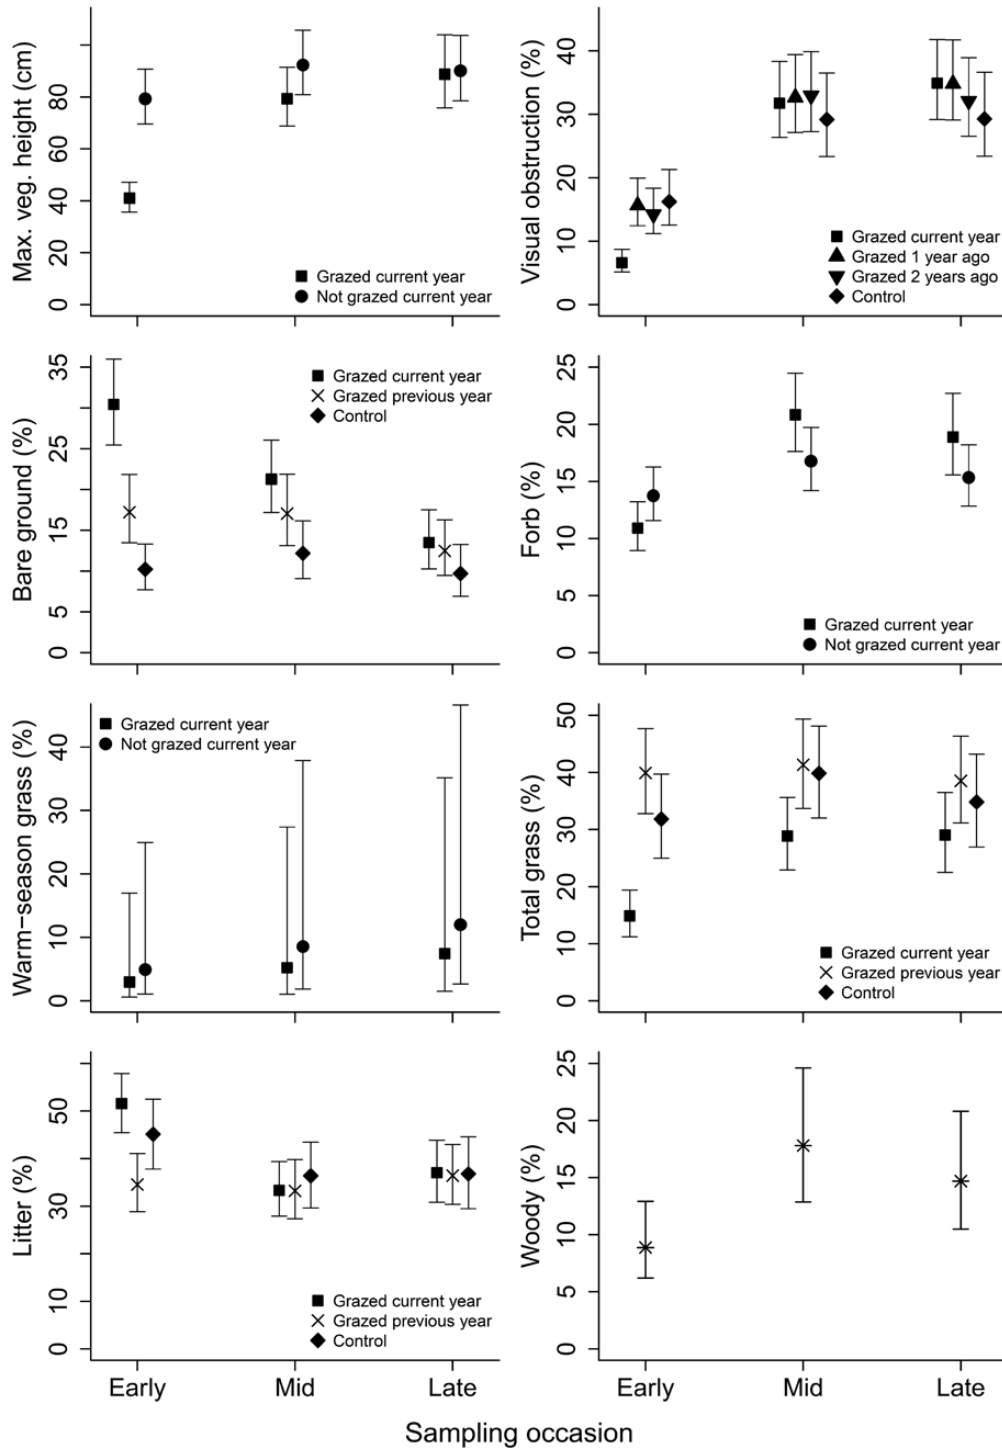 Max. veg. height (cm)
0
20
40
60
80
Grazed current year
Not grazed current year
Visual obstruction (%)
0
10
20
30
40
Grazed current year
Grazed 1 year ago
Grazed 2 years ago
Control
Bare ground (%)
0
5
15
25
35
Grazed current year
Grazed previous year
Control
Forb (%)
0
5
10
15
20
25
Grazed current year
Not grazed current year
Warm−season grass (%)
0
10
20
30
40
Grazed current year
Not grazed current year
Total grass (%)
0
10
20
30
40
50
Grazed current year
Grazed previous year
Control
Litter (%)
0
10
30
50
Grazed current year
Grazed previous year
Control
Early
Mid
Late
Woody (%)
0
5
10
15
20
25
Early
Mid
Late
Sampling occasion